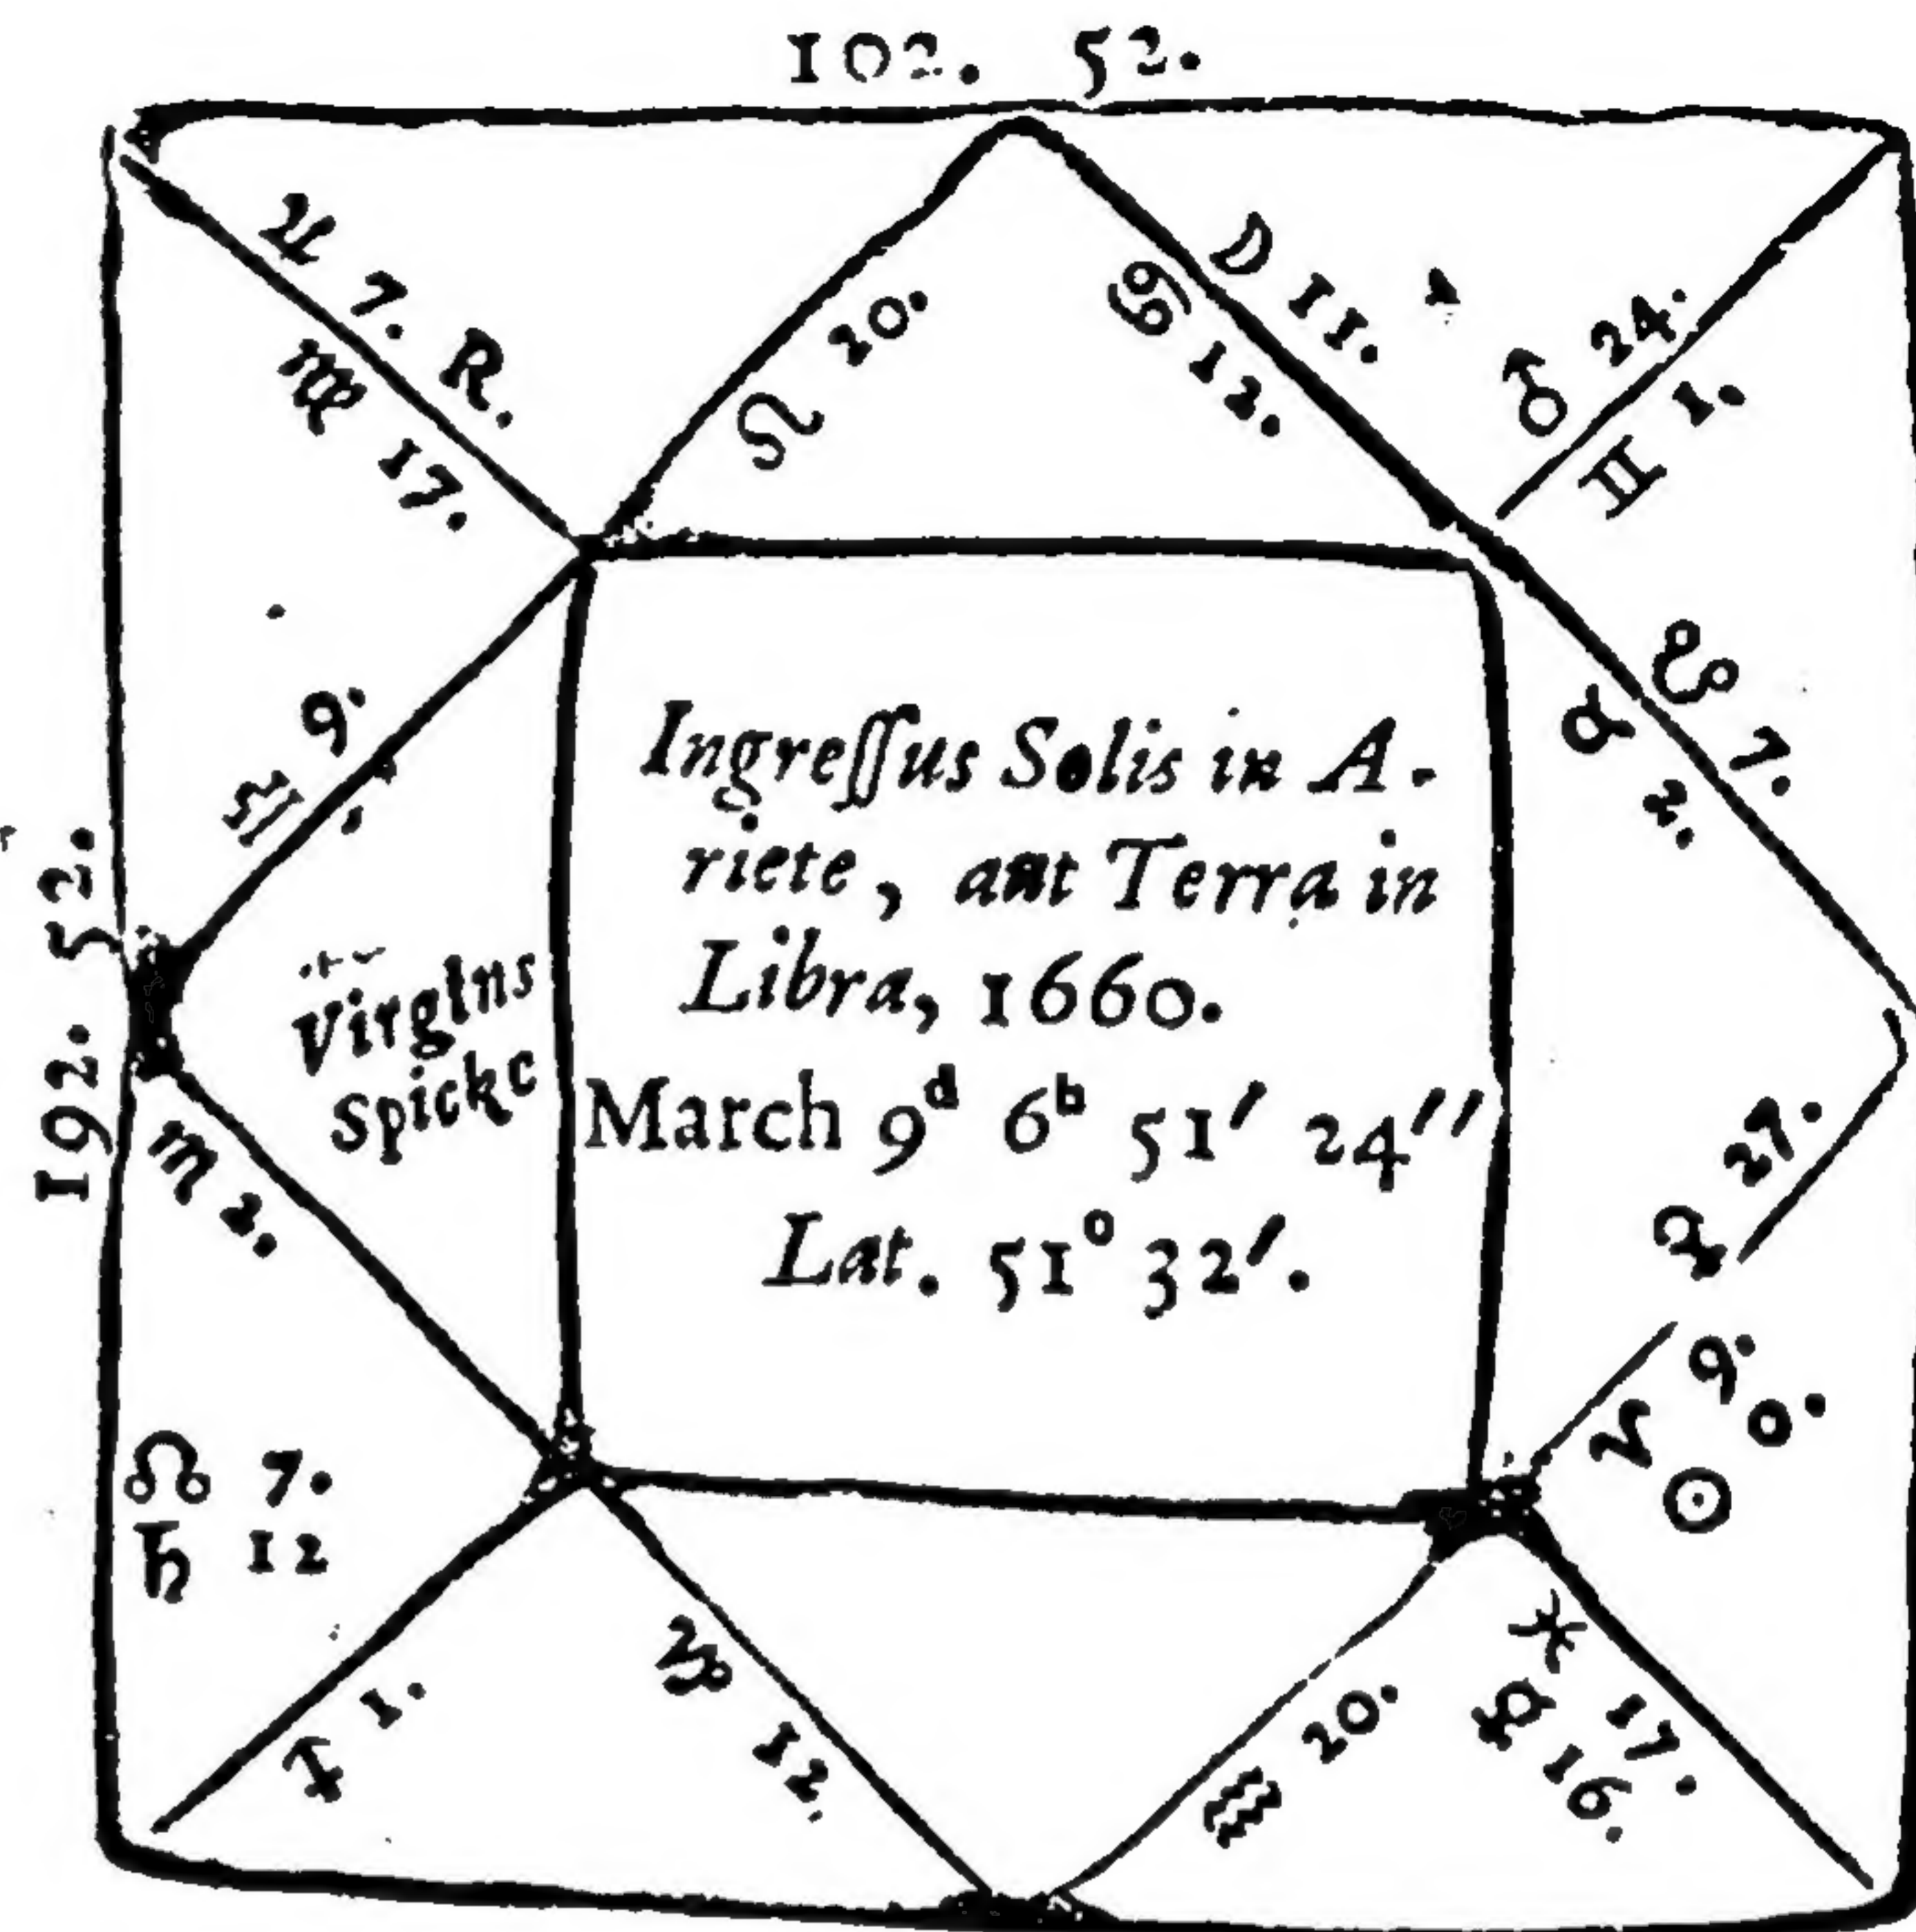 102. 52.
♃ 7. R.
♍ 17.
♌ 20.
☽ 11.
♋ 12.
♂ 24.
♊ 1.
♎ 9.
☋ 7.
♉ 2.
192. 52.
Virgins
Spicke
Ingreſſus Solis in A-
riete, aut Terra in
Libra, 1660.
March 9ᵈ 6ʰ 51′ 24″
Lat. 51° 32′.
♏ 2.
♀ 27.
♈ 9.
☉ 0.
☊ 7.
♄ 12
♐ 1.
♑ 12.
♒ 20.
♓ 17.
☿ 16.